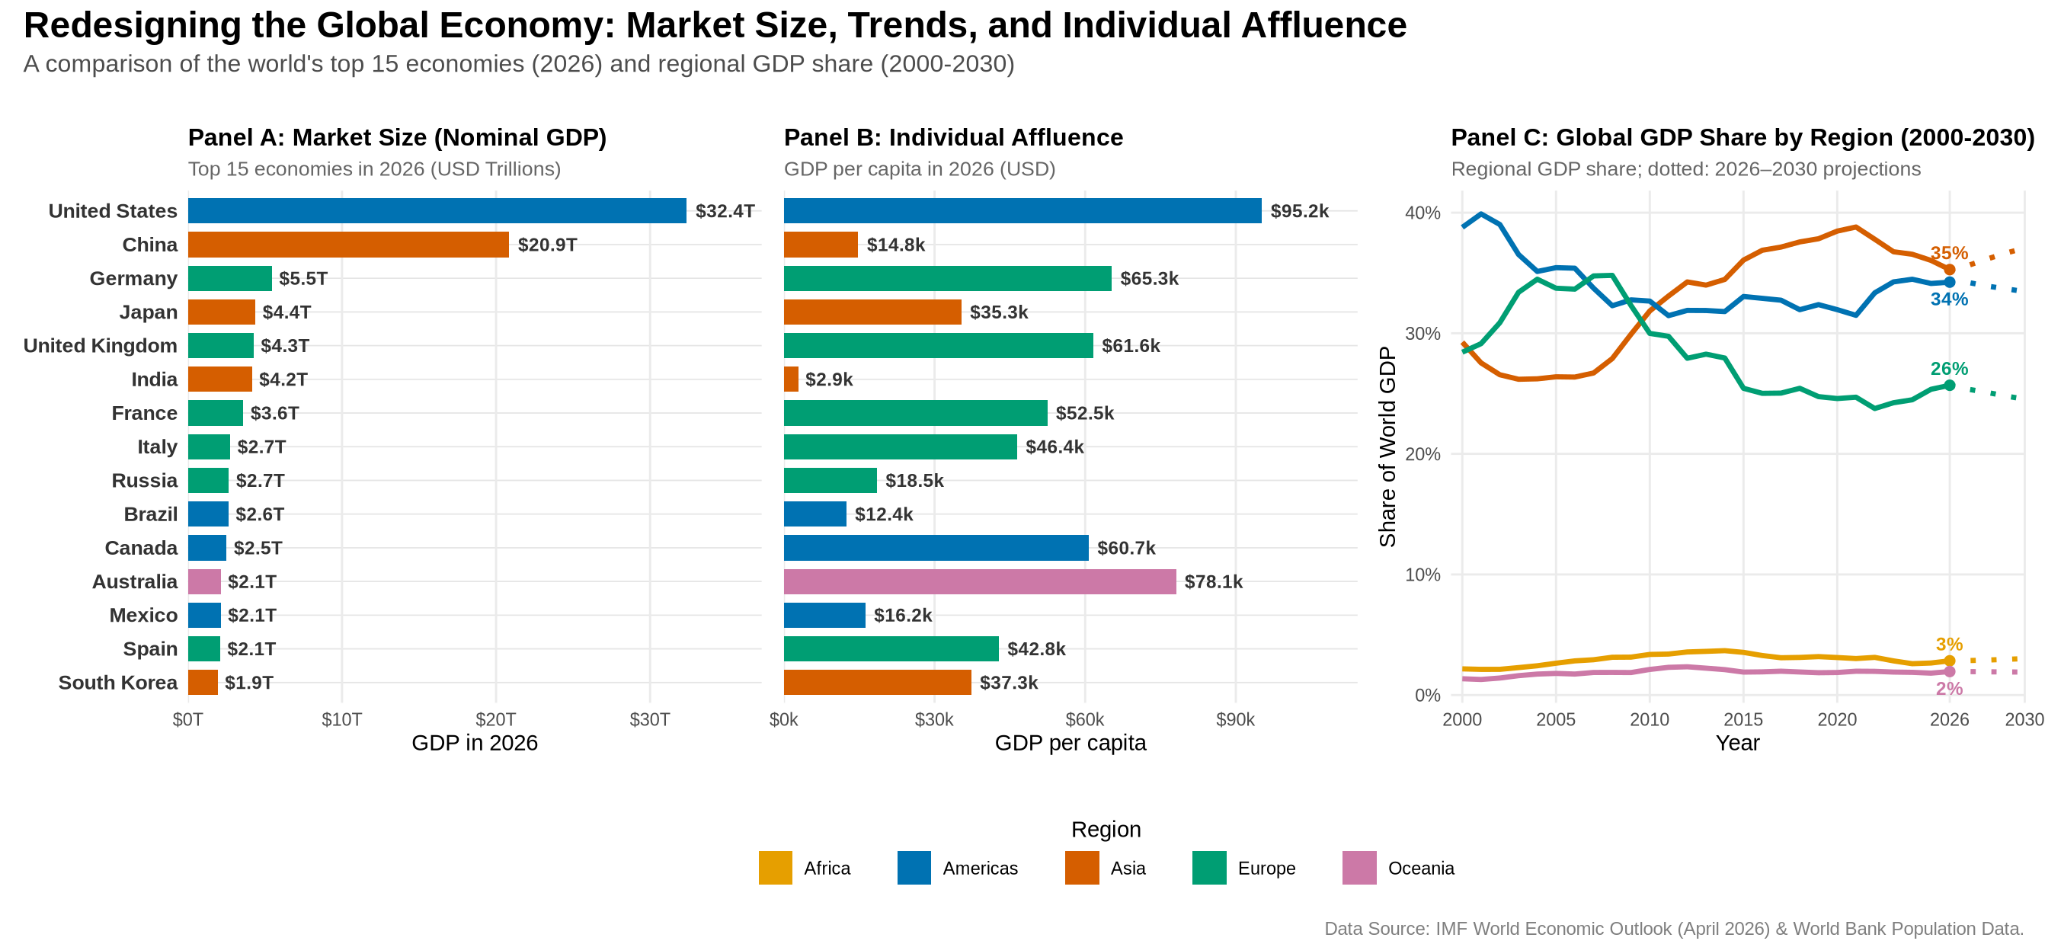 Redesigning the Global Economy: Market Size, Trends, and Individual Affluence
A comparison of the world's top 15 economies (2026) and regional GDP share (2000-2030)
Panel A: Market Size (Nominal GDP)
Top 15 economies in 2026 (USD Trillions)
United States $32.4T
China $20.9T
Germany $5.5T
Japan $4.4T
United Kingdom $4.3T
India $4.2T
France $3.6T
Italy $2.7T
Russia $2.7T
Brazil $2.6T
Canada $2.5T
Australia $2.1T
Mexico $2.1T
Spain $2.1T
South Korea $1.9T
$0T $10T $20T $30T
GDP in 2026
Panel B: Individual Affluence
GDP per capita in 2026 (USD)
$95.2k
$14.8k
$65.3k
$35.3k
$61.6k
$2.9k
$52.5k
$46.4k
$18.5k
$12.4k
$60.7k
$78.1k
$16.2k
$42.8k
$37.3k
$0k $30k $60k $90k
GDP per capita
Panel C: Global GDP Share by Region (2000-2030)
Regional GDP share; dotted: 2026–2030 projections
Share of World GDP
40%
30%
20%
10%
0%
35%
34%
26%
3%
2%
2000 2005 2010 2015 2020 2026 2030
Year
Region
Africa Americas Asia Europe Oceania
Data Source: IMF World Economic Outlook (April 2026) & World Bank Population Data.